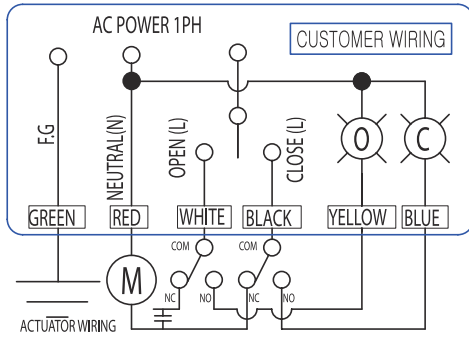 AC POWER 1PH
CUSTOMER WIRING
F.G
NEUTRAL(N)
OPEN (L)
CLOSE (L)
O
C
GREEN
RED
WHITE
BLACK
YELLOW
BLUE
COM
COM
M
NC
NO
NC
NO
ACTUATOR WIRING